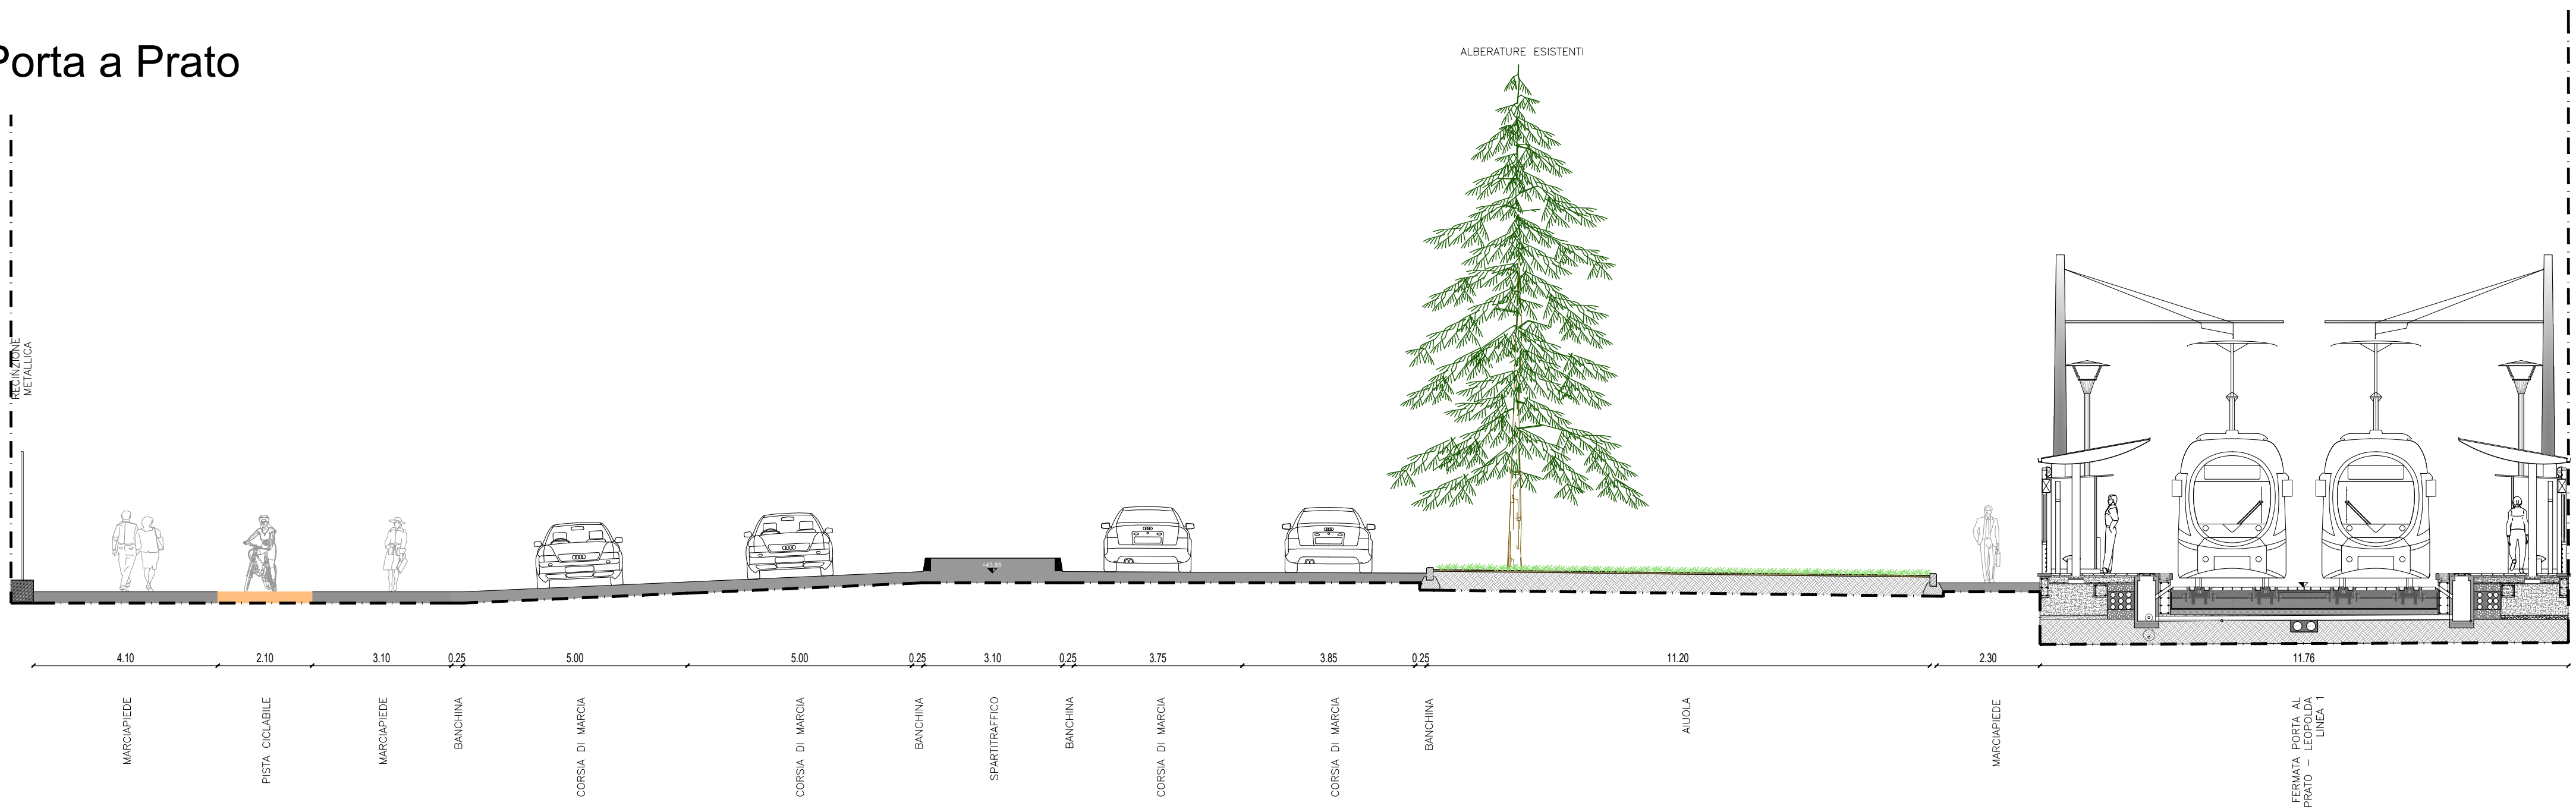 Porta a Prato
ALBERATURE ESISTENTI
RECINZIONE
METALLICA
+43.85
4.10
2.10
3.10
0.25
5.00
5.00
0.25
3.10
0.25
3.75
3.85
0.25
11.20
2.30
11.76
MARCIAPIEDE
PISTA CICLABILE
MARCIAPIEDE
BANCHINA
CORSIA DI MARCIA
CORSIA DI MARCIA
BANCHINA
SPARTITRAFFICO
BANCHINA
CORSIA DI MARCIA
CORSIA DI MARCIA
BANCHINA
AIUOLA
MARCIAPIEDE
FERMATA PORTA AL
PRATO – LEOPOLDA
LINEA 1